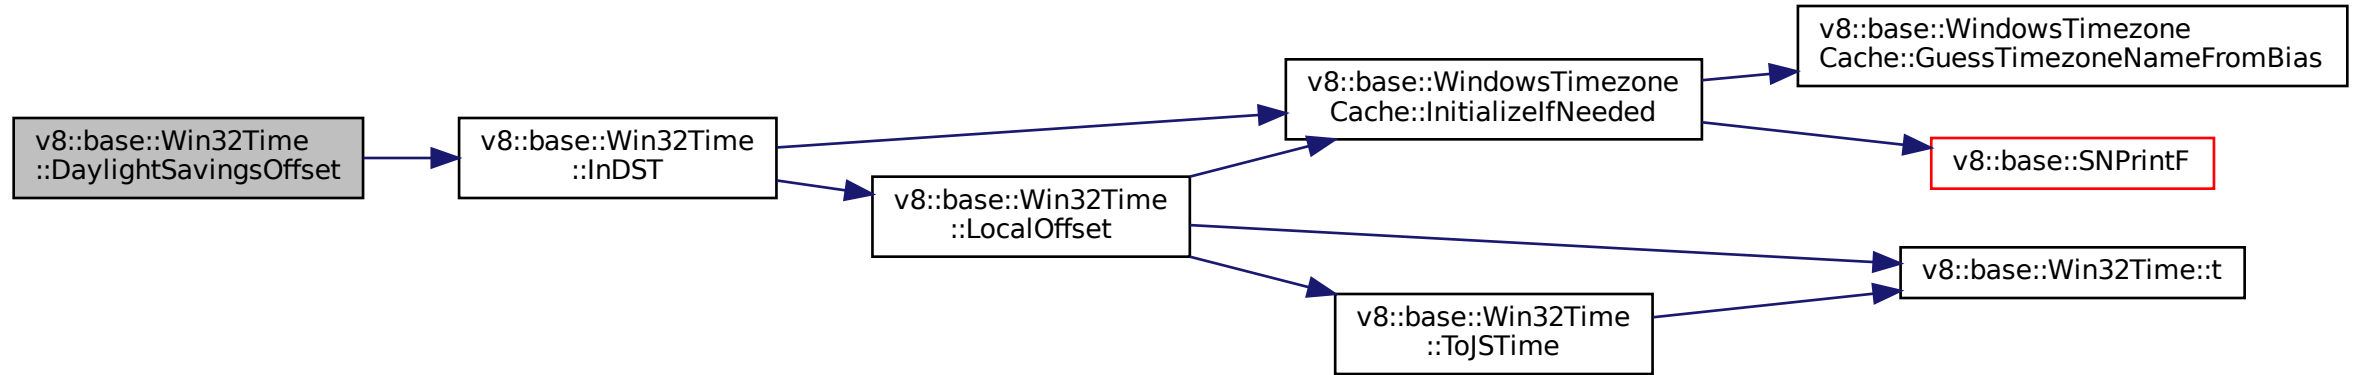 v8::base::Win32Time
::DaylightSavingsOffset
v8::base::Win32Time
::InDST
v8::base::WindowsTimezone
Cache::InitializeIfNeeded
v8::base::WindowsTimezone
Cache::GuessTimezoneNameFromBias
v8::base::SNPrintF
v8::base::Win32Time
::LocalOffset
v8::base::Win32Time::t
v8::base::Win32Time
::ToJSTime